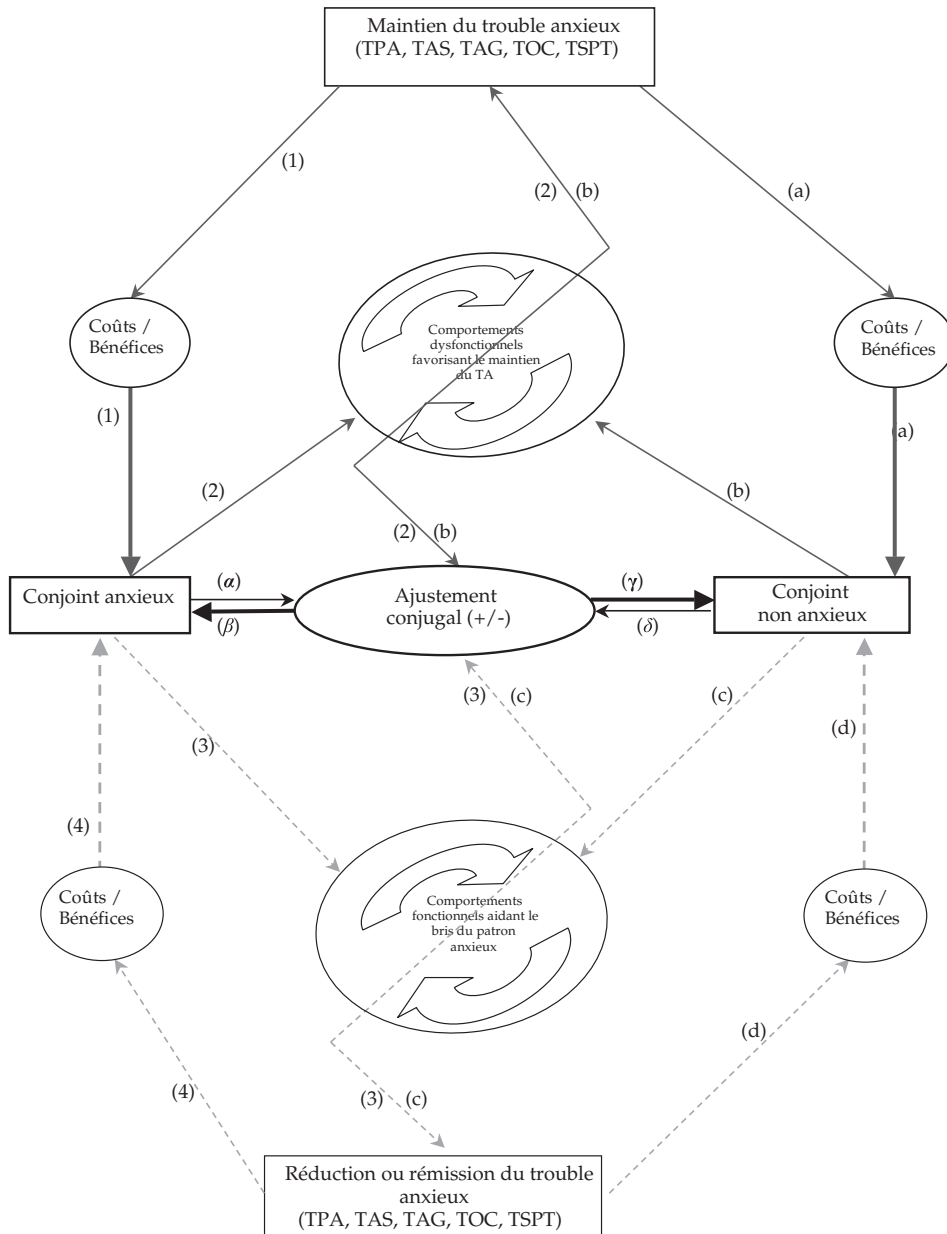 Maintien du trouble anxieux
(TPA, TAS, TAG, TOC, TSPT)
(1)
(2)
(b)
(a)
Coûts /
Bénéfices
Comportements
dysfonctionnels
favorisant le maintien
du TA
Coûts /
Bénéfices
(1)
(a)
(2)
(b)
(2)
(b)
Conjoint anxieux
(α)
(β)
Ajustement
conjugal (+/-)
(γ)
(δ)
Conjoint
non anxieux
(3)
(c)
(c)
(3)
(d)
(4)
Coûts /
Bénéfices
Comportements
fonctionnels aidant le
bris du patron
anxieux
Coûts /
Bénéfices
(d)
(4)
(3)
(c)
Réduction ou rémission du trouble
anxieux
(TPA, TAS, TAG, TOC, TSPT)